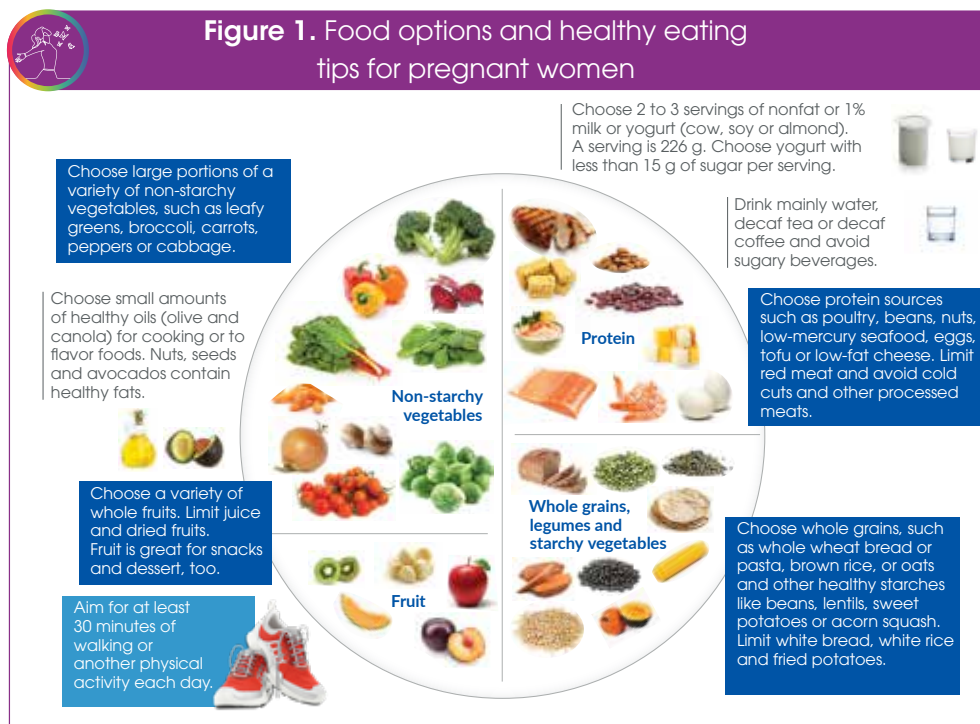 Figure 1. Food options and healthy eating
tips for pregnant women
Choose 2 to 3 servings of nonfat or 1%
milk or yogurt (cow, soy or almond).
A serving is 226 g. Choose yogurt with
less than 15 g of sugar per serving.
Choose large portions of a
variety of non-starchy
vegetables, such as leafy
greens, broccoli, carrots,
peppers or cabbage.
Drink mainly water,
decaf tea or decaf
coffee and avoid
sugary beverages.
Choose small amounts
of healthy oils (olive and
canola) for cooking or to
flavor foods. Nuts, seeds
and avocados contain
healthy fats.
Choose protein sources
such as poultry, beans, nuts,
low-mercury seafood, eggs,
tofu or low-fat cheese. Limit
red meat and avoid cold
cuts and other processed
meats.
Protein
Non-starchy
vegetables
Choose a variety of
whole fruits. Limit juice
and dried fruits.
Fruit is great for snacks
and dessert, too.
Whole grains,
legumes and
starchy vegetables
Choose whole grains, such
as whole wheat bread or
pasta, brown rice, or oats
and other healthy starches
like beans, lentils, sweet
potatoes or acorn squash.
Limit white bread, white rice
and fried potatoes.
Fruit
Aim for at least
30 minutes of
walking or
another physical
activity each day.